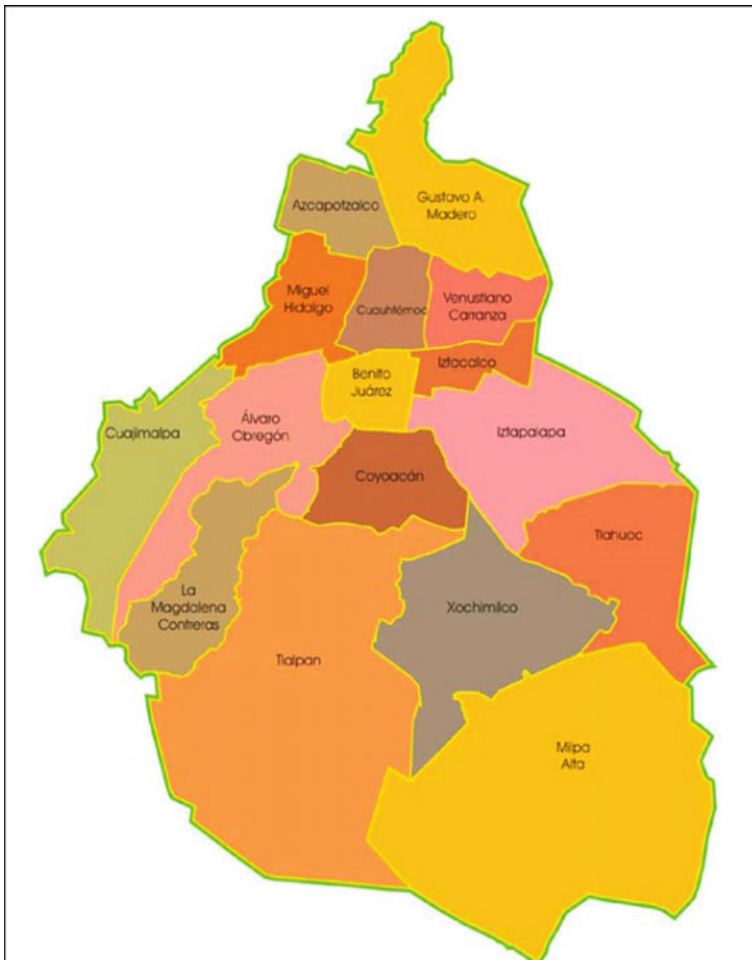 Gustavo A.
Madero
Azcapotzalco
Miguel
Hidalgo
Cuauhtémoc
Venustiano
Carranza
Iztacalco
Benito
Juárez
Cuajimalpa
Álvaro
Obregón
Iztapalapa
Coyoacán
Tlahuac
La
Magdalena
Contreras
Xochimilco
Tlalpan
Milpa
Alta